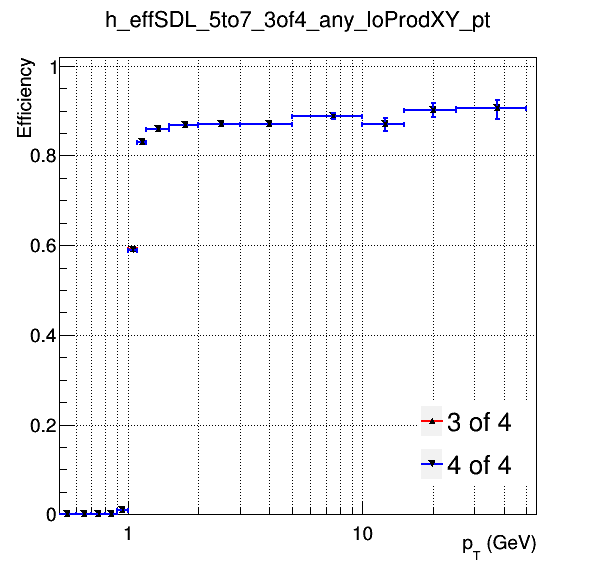 h_effSDL_5to7_3of4_any_loProdXY_pt
Efficiency
1
0.8
0.6
0.4
0.2
0
3 of 4
4 of 4
1
10
p_T (GeV)